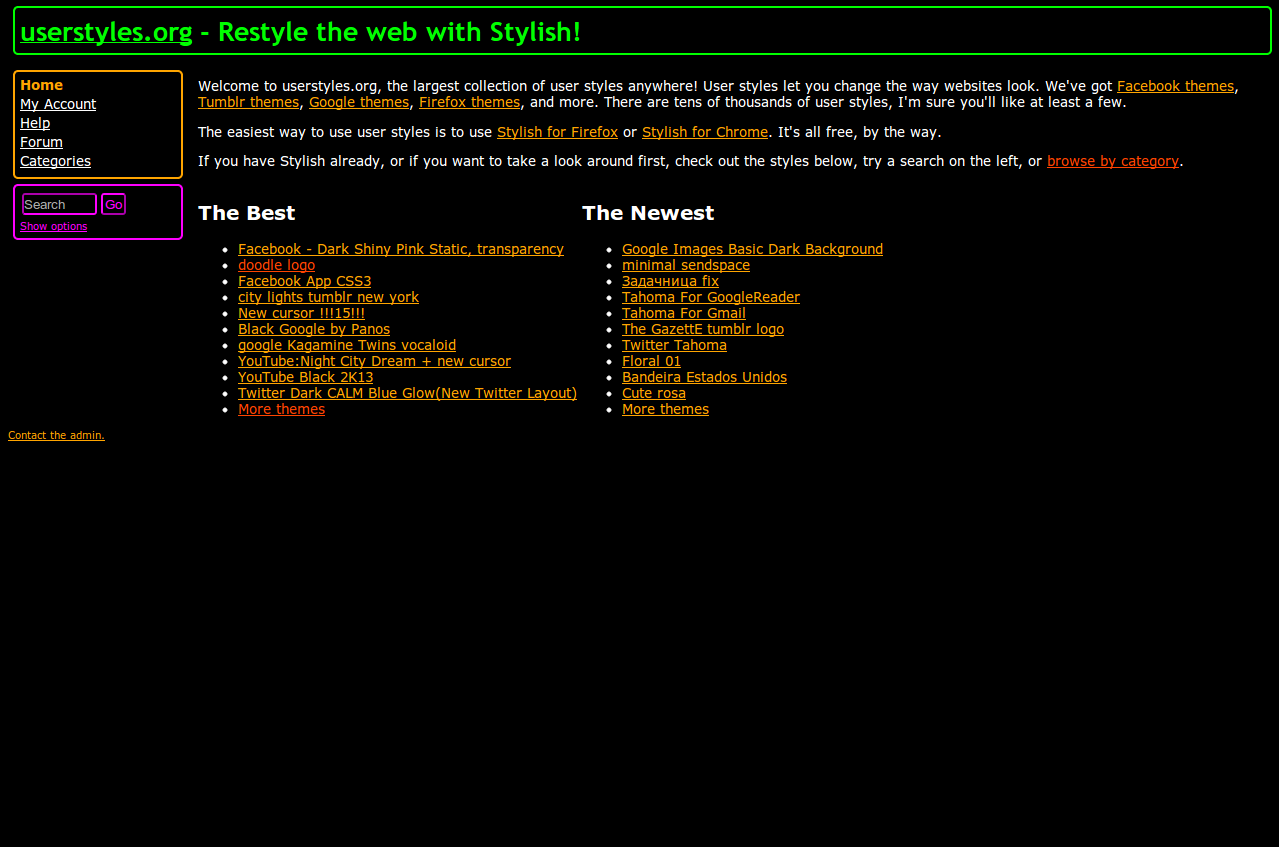 userstyles.org - Restyle the web with Stylish!
Home
My Account
Help
Forum
Categories
Search Go
Show options
Welcome to userstyles.org, the largest collection of user styles anywhere! User styles let you change the way websites look. We've got Facebook themes,
Tumblr themes, Google themes, Firefox themes, and more. There are tens of thousands of user styles, I'm sure you'll like at least a few.
The easiest way to use user styles is to use Stylish for Firefox or Stylish for Chrome. It's all free, by the way.
If you have Stylish already, or if you want to take a look around first, check out the styles below, try a search on the left, or browse by category.
The Best
Facebook - Dark Shiny Pink Static, transparency
doodle logo
Facebook App CSS3
city lights tumblr new york
New cursor !!!15!!!
Black Google by Panos
google Kagamine Twins vocaloid
YouTube:Night City Dream + new cursor
YouTube Black 2K13
Twitter Dark CALM Blue Glow(New Twitter Layout)
More themes
The Newest
Google Images Basic Dark Background
minimal sendspace
Задачница fix
Tahoma For GoogleReader
Tahoma For Gmail
The GazettE tumblr logo
Twitter Tahoma
Floral 01
Bandeira Estados Unidos
Cute rosa
More themes
Contact the admin.